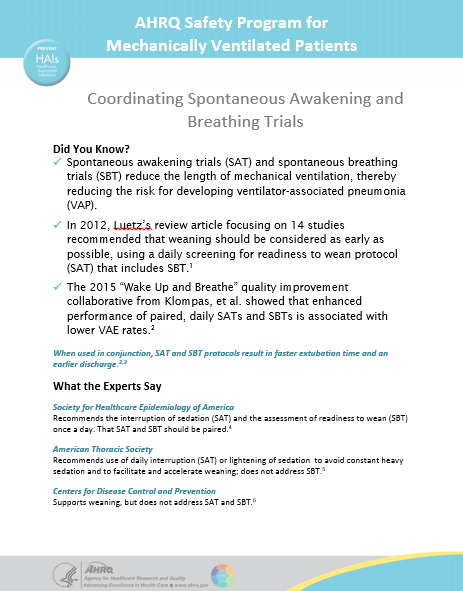 AHRQ Safety Program for
Mechanically Ventilated Patients
PREVENT
HAIs
Healthcare-
Associated
Infections
Coordinating Spontaneous Awakening and
Breathing Trials
Did You Know?
✓ Spontaneous awakening trials (SAT) and spontaneous breathing
trials (SBT) reduce the length of mechanical ventilation, thereby
reducing the risk for developing ventilator-associated pneumonia
(VAP).
✓ In 2012, Luetz’s review article focusing on 14 studies
recommended that weaning should be considered as early as
possible, using a daily screening for readiness to wean protocol
(SAT) that includes SBT.¹
✓ The 2015 “Wake Up and Breathe” quality improvement
collaborative from Klompas, et al. showed that enhanced
performance of paired, daily SATs and SBTs is associated with
lower VAE rates.²
When used in conjunction, SAT and SBT protocols result in faster extubation time and an
earlier discharge.²,³
What the Experts Say
Society for Healthcare Epidemiology of America
Recommends the interruption of sedation (SAT) and the assessment of readiness to wean (SBT)
once a day. That SAT and SBT should be paired.⁴
American Thoracic Society
Recommends use of daily interruption (SAT) or lightening of sedation to avoid constant heavy
sedation and to facilitate and accelerate weaning; does not address SBT.⁵
Centers for Disease Control and Prevention
Supports weaning, but does not address SAT and SBT.⁶
AHRQ
Agency for Healthcare Research and Quality
Advancing Excellence in Health Care • www.ahrq.gov